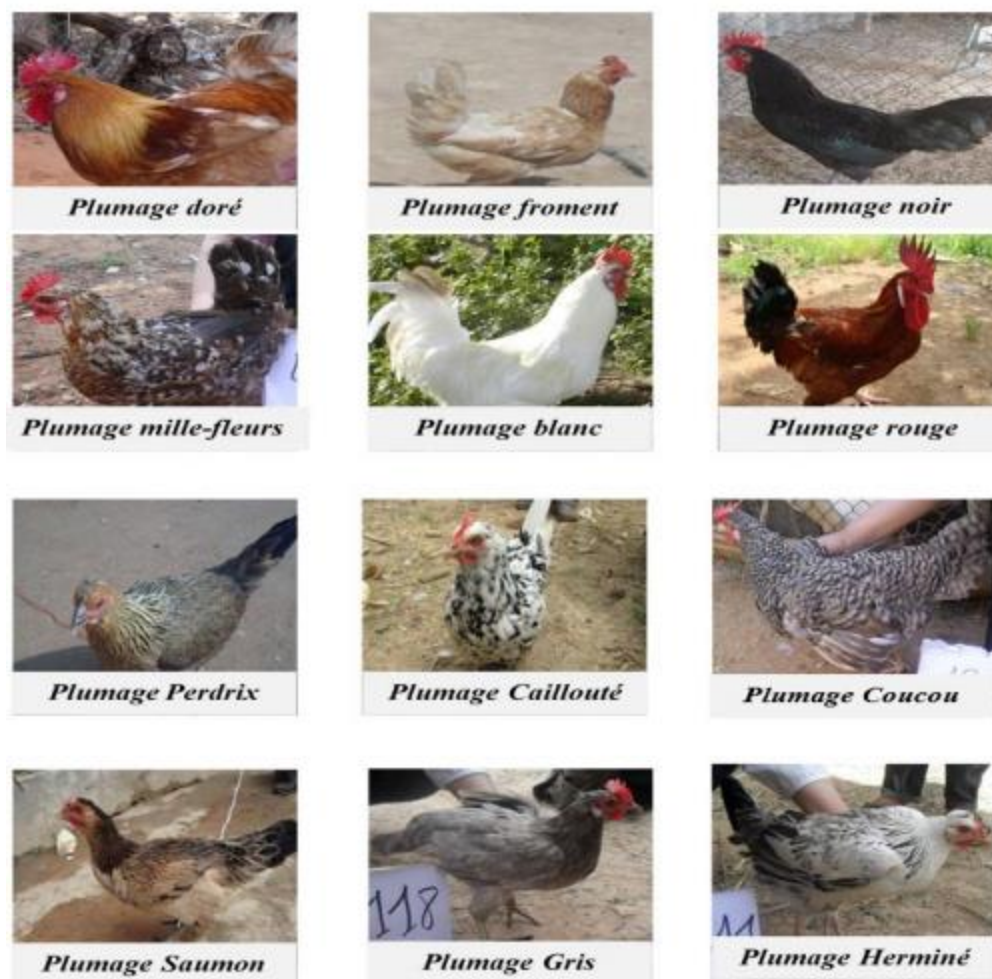 Plumage doré
Plumage froment
Plumage noir
Plumage mille-fleurs
Plumage blanc
Plumage rouge
Plumage Perdrix
Plumage Caillouté
Plumage Coucou
118
Plumage Saumon
Plumage Gris
Plumage Herminé